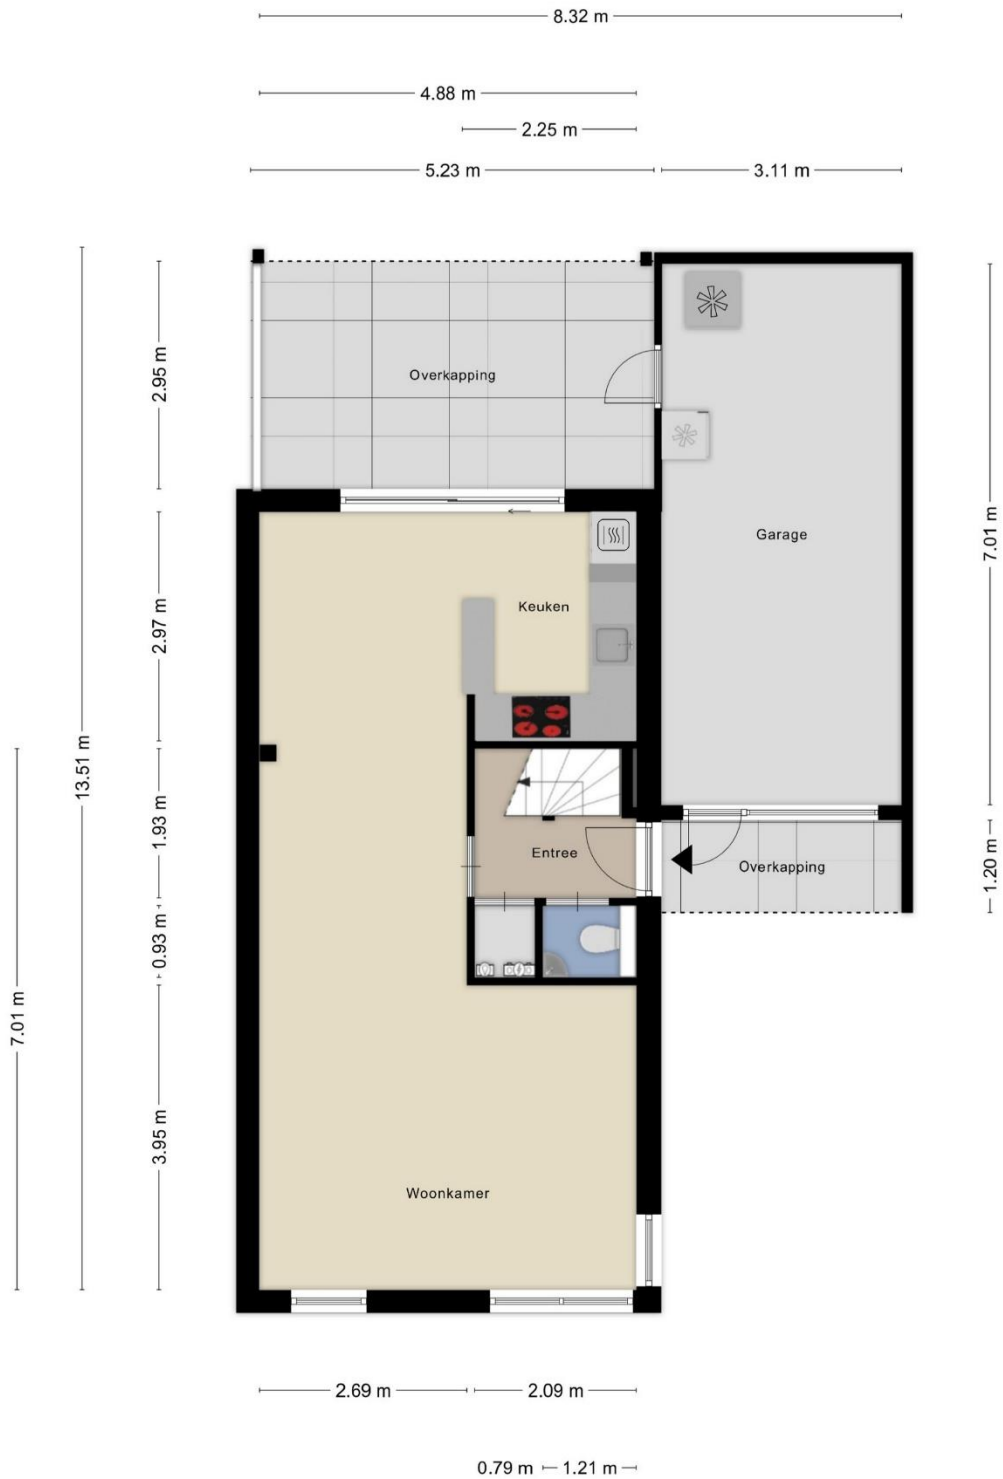 8.32 m
4.88 m
2.25 m
5.23 m
3.11 m
2.95 m
Overkapping
Garage
7.01 m
Keuken
2.97 m
13.51 m
1.93 m
Entree
Overkapping
1.20 m
0.93 m
7.01 m
3.95 m
Woonkamer
2.69 m
2.09 m
0.79 m
1.21 m